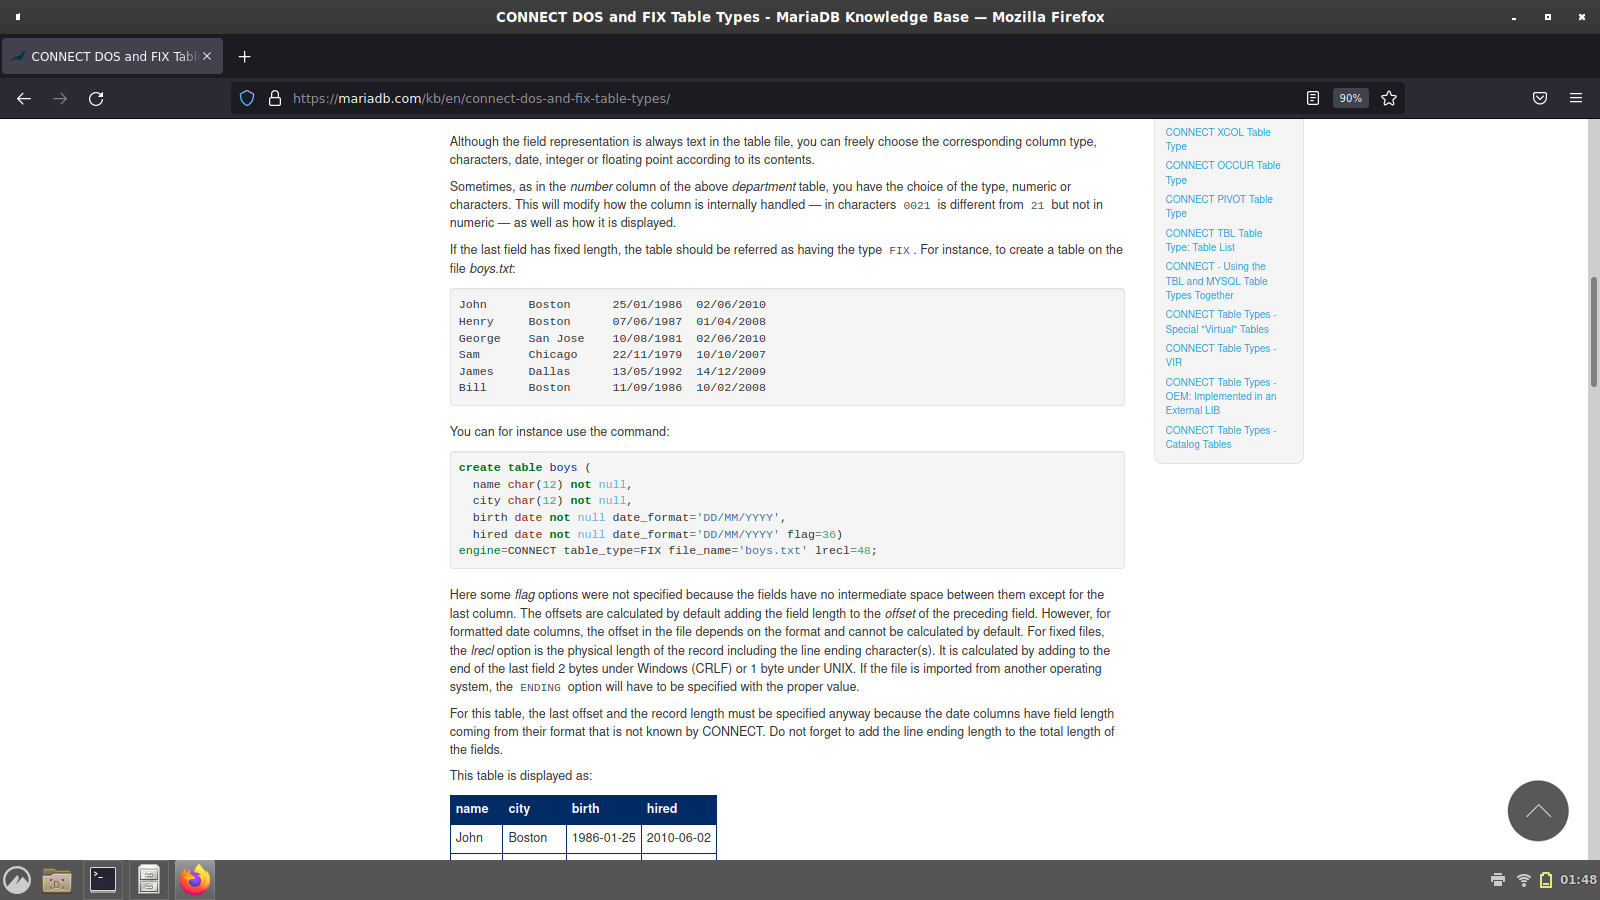 CONNECT DOS and FIX Table Types - MariaDB Knowledge Base — Mozilla Firefox
CONNECT DOS and FIX Tabl
https://mariadb.com/kb/en/connect-dos-and-fix-table-types/
90%
Although the field representation is always text in the table file, you can freely choose the corresponding column type,
characters, date, integer or floating point according to its contents.
Sometimes, as in the number column of the above department table, you have the choice of the type, numeric or
characters. This will modify how the column is internally handled — in characters 0021 is different from 21 but not in
numeric — as well as how it is displayed.
If the last field has fixed length, the table should be referred as having the type FIX. For instance, to create a table on the
file boys.txt:
John      Boston      25/01/1986  02/06/2010
Henry     Boston      07/06/1987  01/04/2008
George    San Jose    10/08/1981  02/06/2010
Sam       Chicago     22/11/1979  10/10/2007
James     Dallas      13/05/1992  14/12/2009
Bill      Boston      11/09/1986  10/02/2008
You can for instance use the command:
create table boys (
  name char(12) not null,
  city char(12) not null,
  birth date not null date_format='DD/MM/YYYY',
  hired date not null date_format='DD/MM/YYYY' flag=36)
engine=CONNECT table_type=FIX file_name='boys.txt' lrecl=48;
Here some flag options were not specified because the fields have no intermediate space between them except for the
last column. The offsets are calculated by default adding the field length to the offset of the preceding field. However, for
formatted date columns, the offset in the file depends on the format and cannot be calculated by default. For fixed files,
the lrecl option is the physical length of the record including the line ending character(s). It is calculated by adding to the
end of the last field 2 bytes under Windows (CRLF) or 1 byte under UNIX. If the file is imported from another operating
system, the ENDING option will have to be specified with the proper value.
For this table, the last offset and the record length must be specified anyway because the date columns have field length
coming from their format that is not known by CONNECT. Do not forget to add the line ending length to the total length of
the fields.
This table is displayed as:
name city birth hired
John Boston 1986-01-25 2010-06-02
CONNECT XCOL Table
Type
CONNECT OCCUR Table
Type
CONNECT PIVOT Table
Type
CONNECT TBL Table
Type: Table List
CONNECT - Using the
TBL and MYSQL Table
Types Together
CONNECT Table Types -
Special "Virtual" Tables
CONNECT Table Types -
VIR
CONNECT Table Types -
OEM: Implemented in an
External LIB
CONNECT Table Types -
Catalog Tables
01:48